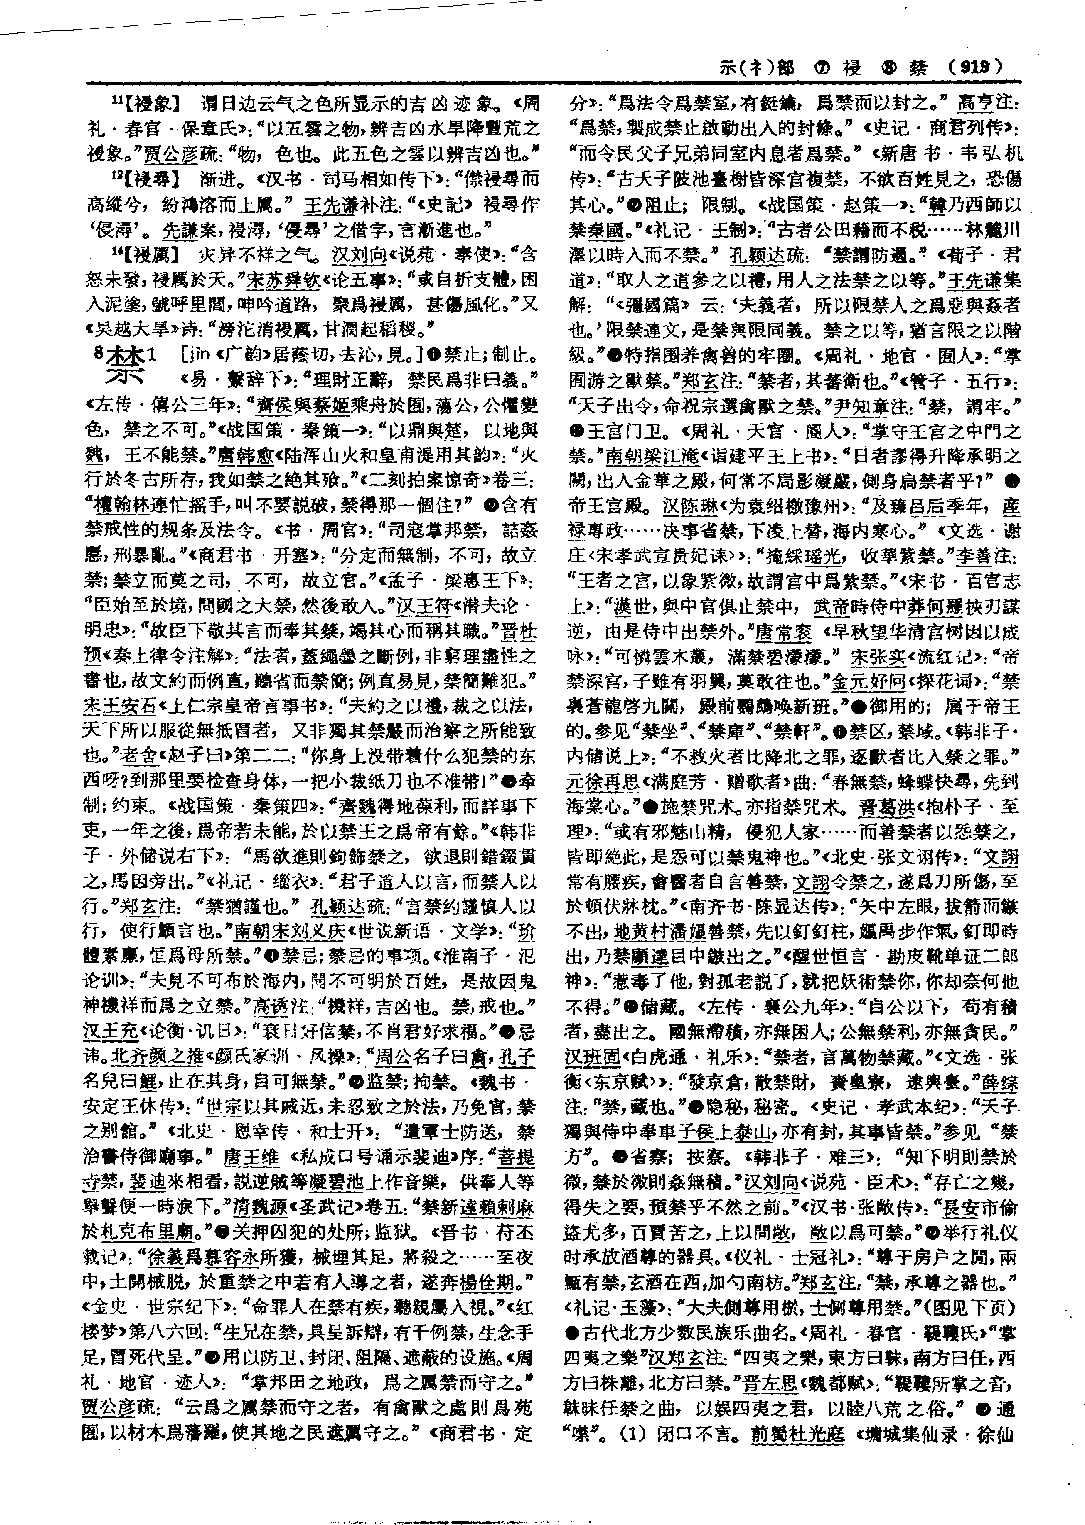 示(礻)部 ⑦ 祲 ⑧ 禁 (919)
11【祲象】 谓日边云气之色所显示的吉凶迹象。《周
礼·春官·保章氏》:“以五雲之物,辨吉凶水旱降豐荒之
祲象。”贾公彦疏:“物,色也。此五色之雲以辨吉凶也。”
12【祲尋】 渐进。《汉书·司马相如传下》:“傺祲尋而
高縱兮,紛鴻溶而上厲。”王先谦补注:“《史記》祲尋作
‘侵潯’。先謙案,祲潯,‘侵尋’之借字,言漸進也。”
14【祲厲】 灾异不祥之气。汉刘向《说苑·奉使》:“含
怒未發,祲厲於天。”宋苏舜钦《论五事》:“或自折支體,困
入泥塗,號呼里閭,呻吟道路,聚爲祲厲,甚傷風化。”又
《吴越大旱》诗:“滂沱消祲厲,甘潤起稻稷。”
8禁1 [jìn《广韵》居蔭切,去沁,見。]❶禁止;制止。
《易·繫辞下》:“理財正辭,禁民爲非曰義。”
《左传·僖公三年》:“齊侯與蔡姬乘舟於囿,蕩公,公懼變
色,禁之不可。”《战国策·秦策一》:“以鼎與楚,以地與
魏,王不能禁。”唐韩愈《陆浑山火和皇甫湜用其韵》:“火
行於冬古所存,我如禁之絶其飱。”《二刻拍案惊奇》卷三:
“權翰林連忙摇手,叫不要説破,禁得那一個住?”❷含有
禁戒性的规条及法令。《书·周官》:“司寇掌邦禁,詰姦
慝,刑暴亂。”《商君书·开塞》:“分定而無制,不可,故立
禁;禁立而莫之司,不可,故立官。”《孟子·梁惠王下》:
“臣始至於境,問國之大禁,然後敢入。”汉王符《潜夫论·
明忠》:“故臣下敬其言而奉其禁,竭其心而稱其職。”晋杜
预《奏上律令注解》:“法者,蓋繩墨之斷例,非窮理盡性之
書也,故文約而例直,聽省而禁簡;例直易見,禁簡難犯。”
宋王安石《上仁宗皇帝言事书》:“夫約之以禮,裁之以法,
天下所以服從無抵冒者,又非獨其禁嚴而治察之所能致
也。”老舍《赵子曰》第二二:“你身上没带着什么犯禁的东
西呀?到那里要检查身体,一把小裁纸刀也不准带!”❸牵
制;约束。《战国策·秦策四》:“齊魏得地葆利,而詳事下
吏,一年之後,爲帝若未能,於以禁王之爲帝有餘。”《韩非
子·外储说右下》:“馬欲進則鉤飾禁之,欲退則錯錣貫
之,馬因旁出。”《礼记·缁衣》:“君子道人以言,而禁人以
行。”郑玄注:“禁猶謹也。”孔颖达疏:“言禁約謹慎人以
行,使行顧言也。”南朝宋刘义庆《世说新语·文学》:“玠
體素羸,恒爲母所禁。”❹禁忌;禁忌的事项。《淮南子·氾
论训》:“夫見不可布於海内,聞不可明於百姓,是故因鬼
神禨祥而爲之立禁。”高诱注:“禨祥,吉凶也。禁,戒也。”
汉王充《论衡·讥日》:“衰世好信禁,不肖君好求福。”❺忌
讳。北齐颜之推《颜氏家训·风操》:“周公名子曰禽,孔子
名兒曰鯉,止在其身,自可無禁。”❻监禁;拘禁。《魏书·
安定王休传》:“世宗以其戚近,未忍致之於法,乃免官,禁
之别館。”《北史·恩幸传·和士开》:“遣軍士防送,禁
治書侍御廳事。”唐王维《私成口号诵示裴迪》序:“菩提
寺禁,裴迪來相看,説逆賊等凝碧池上作音樂,供奉人等
舉聲便一時淚下。”清魏源《圣武记》卷五:“禁新達賴剌麻
於札克布里廟。”❼关押囚犯的处所;监狱。《晋书·苻丕
载记》:“徐義爲慕容永所獲,械埋其足,將殺之……至夜
中,土開械脱,於重禁之中若有人導之者,遂奔楊佺期。”
《金史·世宗纪下》:“命罪人在禁有疾,聽親屬入視。”《红
楼梦》第八六回:“生兄在禁,具呈訴辯,有干例禁,生念手
足,冒死代呈。”❽用以防卫、封闭、阻隔、遮蔽的设施。《周
礼·地官·迹人》:“掌邦田之地政,爲之厲禁而守之。”
贾公彦疏:“云爲之厲禁而守之者,有禽獸之處則爲苑
囿,以材木爲藩羅,使其地之民遮厲守之。”《商君书·定
分》:“爲法令爲禁室,有鋌鑰,爲禁而以封之。”高亨注:
“爲禁,製成禁止啟動出入的封條。”《史记·商君列传》:
“而令民父子兄弟同室内息者爲禁。”《新唐书·韦弘机
传》:“古天子陂池臺榭皆深宫複禁,不欲百姓見之,恐傷
其心。”❾阻止;限制。《战国策·赵策一》:“韓乃西師以
禁秦國。”《礼记·王制》:“古者公田籍而不税……林麓川
澤以時入而不禁。”孔颖达疏:“禁謂防遏。”《荀子·君
道》:“取人之道參之以禮,用人之法禁之以等。”王先谦集
解:“《彊國篇》云:‘夫義者,所以限禁人之爲惡與姦者
也。’限禁連文,是禁與限同義。禁之以等,猶言限之以階
級。”❿特指圈养禽兽的牢圈。《周礼·地官·囿人》:“掌
囿游之獸禁。”郑玄注:“禁者,其蕃衛也。”《管子·五行》:
“天子出令,命祝宗選禽獸之禁。”尹知章注:“禁,謂牢。”
⓫王宫门卫。《周礼·天官·阍人》:“掌守王宫之中門之
禁。”南朝梁江淹《诣建平王上书》:“日者謬得升降承明之
闕,出入金華之殿,何常不局影凝嚴,側身扃禁者乎?”⓬
帝王宫殿。汉陈琳《为袁绍檄豫州》:“及臻吕后季年,産
禄專政……决事省禁,下凌上替,海内寒心。”《文选·谢
庄〈宋孝武宣贵妃诔〉》:“掩綵瑶光,收華紫禁。”李善注:
“王者之宫,以象紫微,故謂宫中爲紫禁。”《宋书·百官志
上》:“漢世,與中官俱止禁中,武帝時侍中莽何羅挾刃謀
逆,由是侍中出禁外。”唐常衮《早秋望华清宫树因以成
咏》:“可憐雲木叢,滿禁碧濛濛。”宋张实《流红记》:“帝
禁深宫,子雖有羽翼,莫敢往也。”金元好问《探花词》:“禁
裏蒼龍啓九關,殿前鸚鵡唤新班。”⓭御用的;属于帝王
的。参见“禁坐”、“禁庫”、“禁軒”。⓮禁区,禁域。《韩非子·
内储说上》:“不救火者比降北之罪,逐獸者比入禁之罪。”
元徐再思《满庭芳·赠歌者》曲:“春無禁,蜂蝶快尋,先到
海棠心。”⓯施禁咒术。亦指禁咒术。晋葛洪《抱朴子·至
理》:“或有邪魅山精,侵犯人家……而善禁者以炁禁之,
皆即絶此,是炁可以禁鬼神也。”《北史·张文诩传》:“文詡
常有腰疾,會醫者自言善禁,文詡令禁之,遂爲刀所傷,至
於頓伏牀枕。”《南齐书·陈显达传》:“矢中左眼,拔箭而鏃
不出,地黄村潘嫗善禁,先以釘釘柱,嫗禹步作氣,釘即時
出,乃禁顯達目中鏃出之。”《醒世恒言·勘皮靴单证二郎
神》:“惹毒了他,對孤老説了,就把妖術禁你,你却奈何他
不得。”⓰储藏。《左传·襄公九年》:“自公以下,苟有積
者,盡出之。國無滯積,亦無困人;公無禁利,亦無貪民。”
汉班固《白虎通·礼乐》:“禁者,言萬物禁藏。”《文选·张
衡〈东京赋〉》:“發京倉,散禁財,賚皇寮,逮輿臺。”薛综
注:“禁,藏也。”⓱隐秘,秘密。《史记·孝武本纪》:“天子
獨與侍中奉車子侯上泰山,亦有封,其事皆禁。”参见“禁
方”。⓲省察;按察。《韩非子·难三》:“知下明則禁於
微,禁於微則姦無積。”汉刘向《说苑·臣术》:“存亡之幾,
得失之要,預禁乎不然之前。”《汉书·张敞传》:“長安市偷
盗尤多,百賈苦之,上以問敞,敞以爲可禁。”⓳举行礼仪
时承放酒尊的器具。《仪礼·士冠礼》:“尊于房户之間,兩
甒有禁,玄酒在西,加勺南枋。”郑玄注:“禁,承尊之器也。”
《礼记·玉藻》:“大夫側尊用棜,士側尊用禁。”(图见下页)
⓴古代北方少数民族乐曲名。《周礼·春官·鞮鞻氏》“掌
四夷之樂”汉郑玄注:“四夷之樂,東方曰韎,南方曰任,西
方曰株離,北方曰禁。”晋左思《魏都赋》:“鞮鞻所掌之音,
韎昧任禁之曲,以娱四夷之君,以睦八荒之俗。”㉑通
“噤”。(1)闭口不言。前蜀杜光庭《墉城集仙录·徐仙